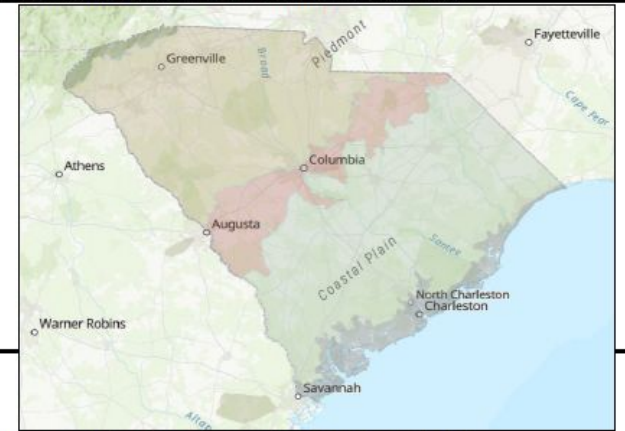 Piedmont
Fayetteville
Greenville
Broad
Cape Fear
Athens
Columbia
Augusta
Coastal Plain
Santee
North Charleston
Charleston
Warner Robins
Savannah